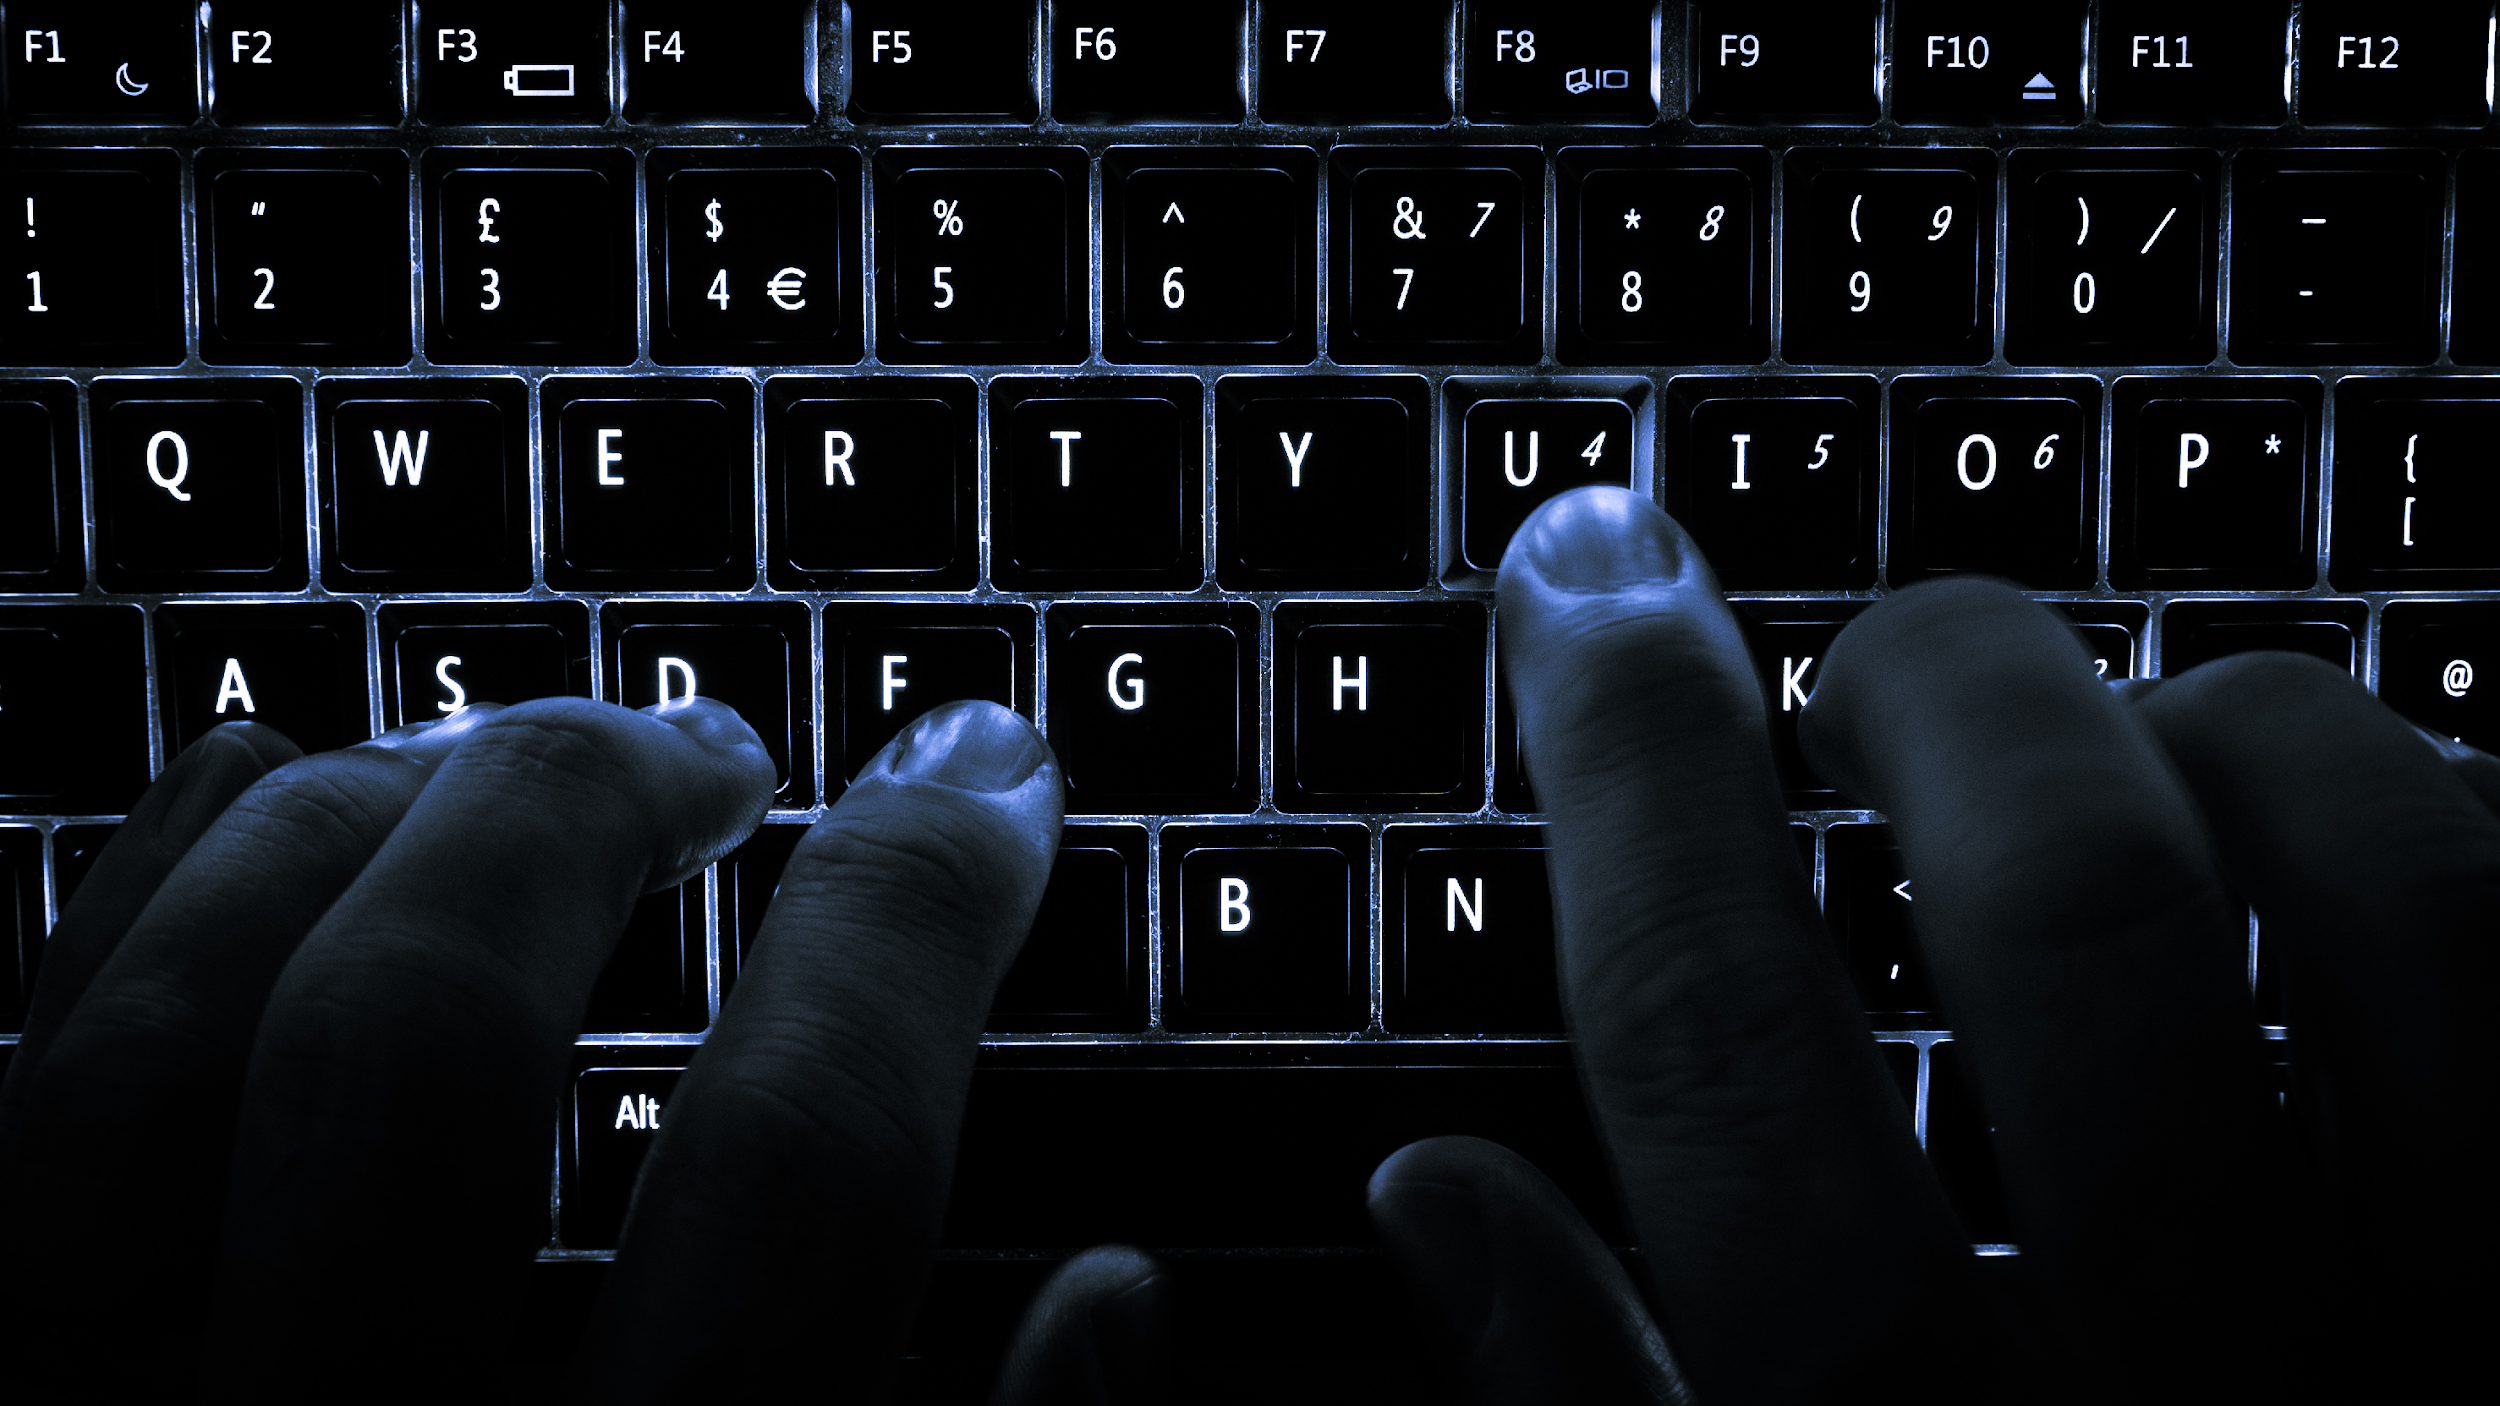 F1 F2 F3 F4 F5 F6 F7 F8 F9 F10 F11 F12
! " £ $ % ^ & 7 * 8 ( 9 ) / _
1 2 3 4 € 5 6 7 8 9 0 -
Q W E R T Y U 4 I 5 O 6 P * {
[
A S D F G H K @
B N <
,
Alt